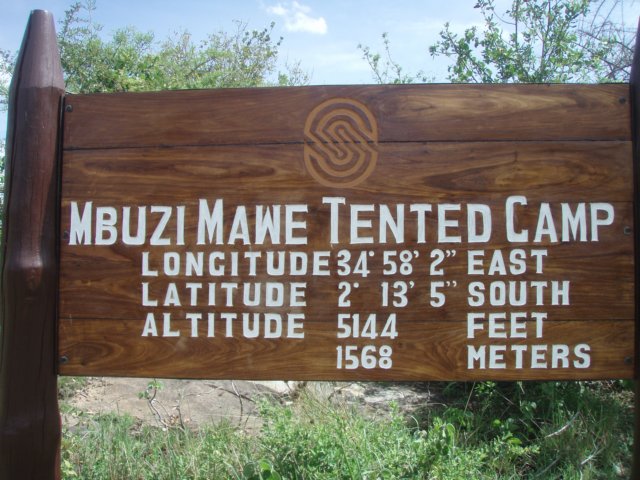 MBUZI MAWE TENTED CAMP
LONGITUDE 34° 58' 2" EAST
LATITUDE 2° 13' 5" SOUTH
ALTITUDE 5144 FEET
1568 METERS